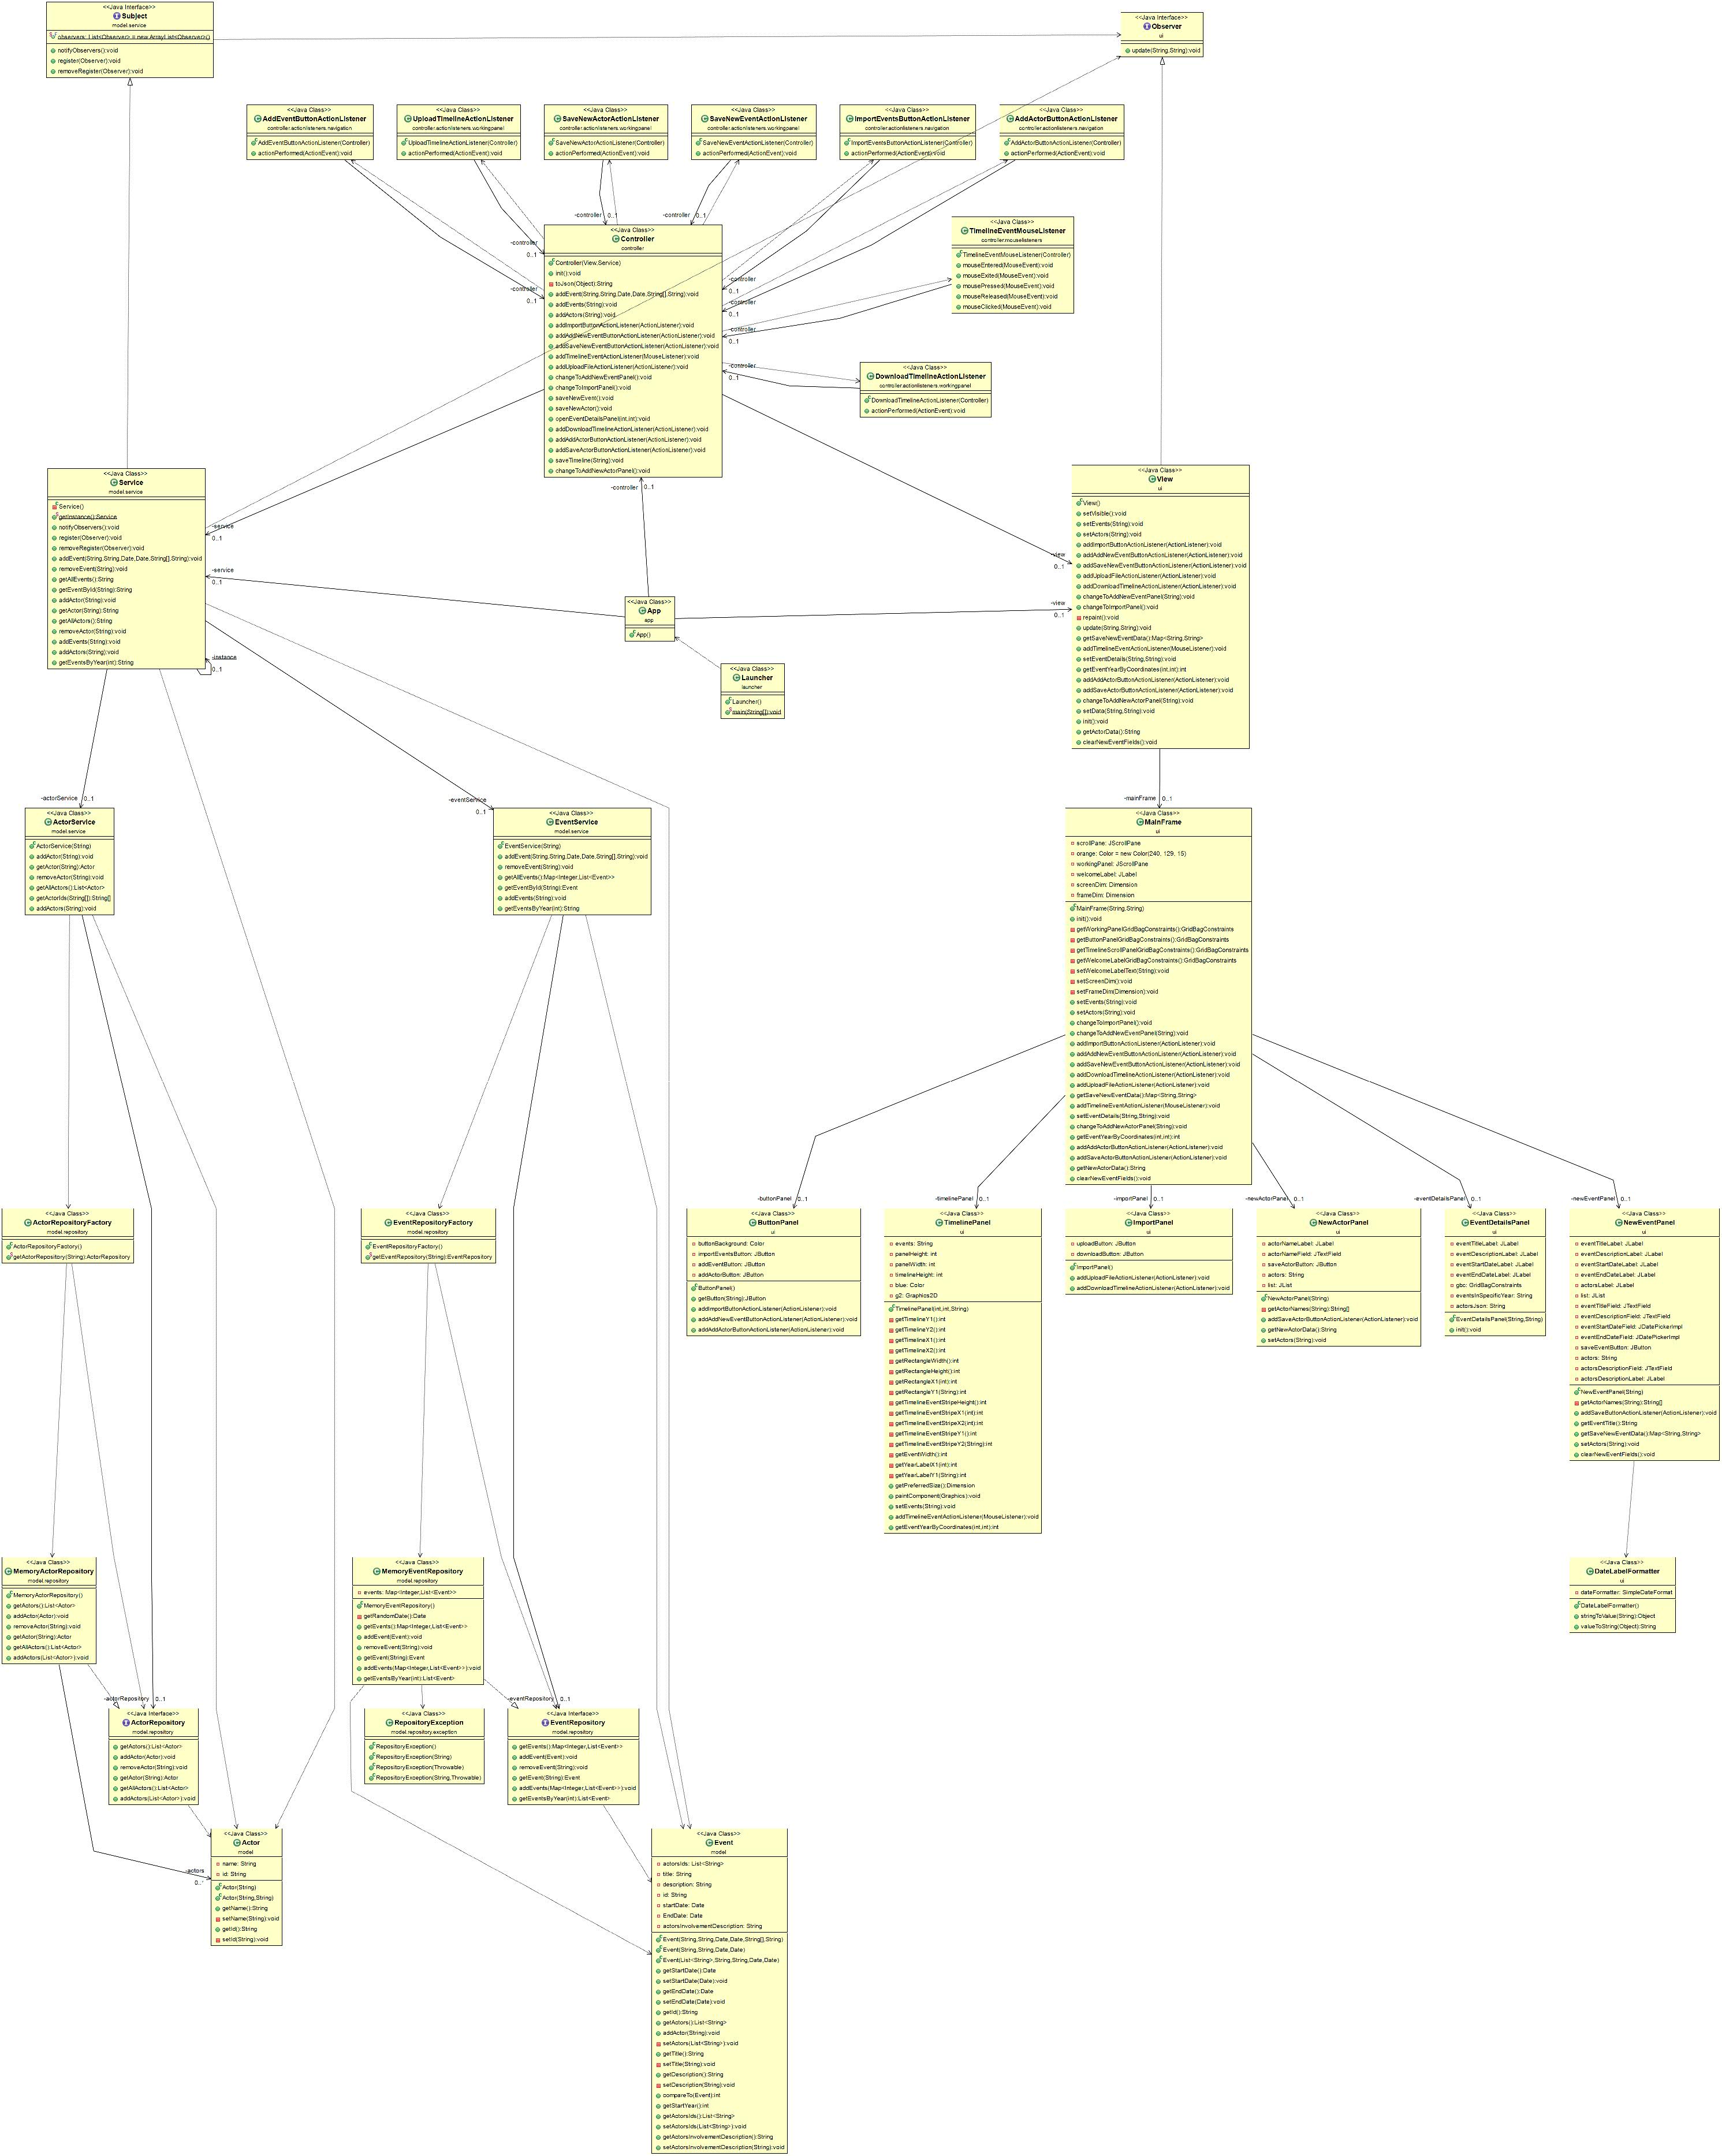 <<Java Interface>>
Subject
model.service
observers: List<Observer> = new ArrayList<Observer>()
notifyObservers():void
register(Observer):void
removeRegister(Observer):void
<<Java Interface>>
Observer
ui
update(String,String):void
<<Java Class>>
AddEventButtonActionListener
controller.actionlisteners.navigation
AddEventButtonActionListener(Controller)
actionPerformed(ActionEvent):void
<<Java Class>>
UploadTimelineActionListener
controller.actionlisteners.workingpanel
UploadTimelineActionListener(Controller)
actionPerformed(ActionEvent):void
<<Java Class>>
SaveNewActorActionListener
controller.actionlisteners.workingpanel
SaveNewActorActionListener(Controller)
actionPerformed(ActionEvent):void
<<Java Class>>
SaveNewEventActionListener
controller.actionlisteners.workingpanel
SaveNewEventActionListener(Controller)
actionPerformed(ActionEvent):void
<<Java Class>>
ImportEventsButtonActionListener
controller.actionlisteners.navigation
ImportEventsButtonActionListener(Controller)
actionPerformed(ActionEvent):void
<<Java Class>>
AddActorButtonActionListener
controller.actionlisteners.navigation
AddActorButtonActionListener(Controller)
actionPerformed(ActionEvent):void
-controller 0..1
-controller 0..1
-controller
0..1
-controller
0..1
-controller
0..1
-controller
0..1
-controller
0..1
-controller
0..1
<<Java Class>>
Controller
controller
Controller(View,Service)
init():void
toJson(Object):String
addEvent(String,String,Date,Date,String[],String):void
addEvents(String):void
addActors(String):void
addImportButtonActionListener(ActionListener):void
addAddNewEventButtonActionListener(ActionListener):void
addSaveNewEventButtonActionListener(ActionListener):void
addTimelineEventActionListener(MouseListener):void
addUploadFileActionListener(ActionListener):void
changeToAddNewEventPanel():void
changeToImportPanel():void
saveNewEvent():void
saveNewActor():void
openEventDetailsPanel(int,int):void
addDownloadTimelineActionListener(ActionListener):void
addAddActorButtonActionListener(ActionListener):void
addSaveActorButtonActionListener(ActionListener):void
saveTimeline(String):void
changeToAddNewActorPanel():void
<<Java Class>>
TimelineEventMouseListener
controller.mouselisteners
TimelineEventMouseListener(Controller)
mouseEntered(MouseEvent):void
mouseExited(MouseEvent):void
mousePressed(MouseEvent):void
mouseReleased(MouseEvent):void
mouseClicked(MouseEvent):void
<<Java Class>>
DownloadTimelineActionListener
controller.actionlisteners.workingpanel
DownloadTimelineActionListener(Controller)
actionPerformed(ActionEvent):void
<<Java Class>>
Service
model.service
Service()
getInstance():Service
notifyObservers():void
register(Observer):void
removeRegister(Observer):void
addEvent(String,String,Date,Date,String[],String):void
removeEvent(String):void
getAllEvents():String
getEventById(String):String
addActor(String):void
getActor(String):String
getAllActors():String
removeActor(String):void
addEvents(String):void
addActors(String):void
getEventsByYear(int):String
-service
0..1
-service
0..1
-instance
0..1
-controller 0..1
<<Java Class>>
App
app
App()
<<Java Class>>
Launcher
launcher
Launcher()
main(String[]):void
-view
0..1
-view
0..1
<<Java Class>>
View
ui
View()
setVisible():void
setEvents(String):void
setActors(String):void
addImportButtonActionListener(ActionListener):void
addAddNewEventButtonActionListener(ActionListener):void
addSaveNewEventButtonActionListener(ActionListener):void
addUploadFileActionListener(ActionListener):void
addDownloadTimelineActionListener(ActionListener):void
changeToAddNewEventPanel(String):void
changeToImportPanel():void
repaint():void
update(String,String):void
getSaveNewEventData():Map<String,String>
addTimelineEventActionListener(MouseListener):void
setEventDetails(String,String):void
getEventYearByCoordinates(int,int):int
addAddActorButtonActionListener(ActionListener):void
addSaveActorButtonActionListener(ActionListener):void
changeToAddNewActorPanel(String):void
setData(String,String):void
init():void
getActorData():String
clearNewEventFields():void
-actorService 0..1
<<Java Class>>
ActorService
model.service
ActorService(String)
addActor(String):void
getActor(String):Actor
removeActor(String):void
getAllActors():List<Actor>
getActorIds(String[]):String[]
addActors(String):void
-eventService
0..1
<<Java Class>>
EventService
model.service
EventService(String)
addEvent(String,String,Date,Date,String[],String):void
removeEvent(String):void
getAllEvents():Map<Integer,List<Event>>
getEventById(String):Event
addEvents(String):void
getEventsByYear(int):String
-mainFrame 0..1
<<Java Class>>
MainFrame
ui
scrollPane: JScrollPane
orange: Color = new Color(240, 129, 15)
workingPanel: JScrollPane
welcomeLabel: JLabel
screenDim: Dimension
frameDim: Dimension
MainFrame(String,String)
init():void
getWorkingPanelGridBagConstraints():GridBagConstraints
getButtonPanelGridBagConstraints():GridBagConstraints
getTimelineScrollPanelGridBagConstraints():GridBagConstraints
getWelcomeLabelGridBagConstraints():GridBagConstraints
setWelcomeLabelText(String):void
setScreenDim():void
setFrameDim(Dimension):void
setEvents(String):void
setActors(String):void
changeToImportPanel():void
changeToAddNewEventPanel(String):void
addImportButtonActionListener(ActionListener):void
addAddNewEventButtonActionListener(ActionListener):void
addSaveNewEventButtonActionListener(ActionListener):void
addDownloadTimelineActionListener(ActionListener):void
addUploadFileActionListener(ActionListener):void
getSaveNewEventData():Map<String,String>
addTimelineEventActionListener(MouseListener):void
setEventDetails(String,String):void
changeToAddNewActorPanel(String):void
getEventYearByCoordinates(int,int):int
addAddActorButtonActionListener(ActionListener):void
addSaveActorButtonActionListener(ActionListener):void
getNewActorData():String
clearNewEventFields():void
<<Java Class>>
ActorRepositoryFactory
model.repository
ActorRepositoryFactory()
getActorRepository(String):ActorRepository
<<Java Class>>
EventRepositoryFactory
model.repository
EventRepositoryFactory()
getEventRepository(String):EventRepository
-buttonPanel 0..1
<<Java Class>>
ButtonPanel
ui
buttonBackground: Color
importEventsButton: JButton
addEventButton: JButton
addActorButton: JButton
ButtonPanel()
getButton(String):JButton
addImportButtonActionListener(ActionListener):void
addAddNewEventButtonActionListener(ActionListener):void
addAddActorButtonActionListener(ActionListener):void
-timelinePanel 0..1
<<Java Class>>
TimelinePanel
ui
events: String
panelHeight: int
panelWidth: int
timelineHeight: int
blue: Color
g2: Graphics2D
TimelinePanel(int,int,String)
getTimelineY1():int
getTimelineY2():int
getTimelineX1():int
getTimelineX2():int
getRectangleWidth():int
getRectangleHeight():int
getRectangleX1(int):int
getRectangleY1(String):int
getTimelineEventStripeHeight():int
getTimelineEventStripeX1(int):int
getTimelineEventStripeX2(int):int
getTimelineEventStripeY1():int
getTimelineEventStripeY2(String):int
getEventWidth():int
getYearLabelX1(int):int
getYearLabelY1(String):int
getPreferredSize():Dimension
paintComponent(Graphics):void
setEvents(String):void
addTimelineEventActionListener(MouseListener):void
getEventYearByCoordinates(int,int):int
-importPanel 0..1
<<Java Class>>
ImportPanel
ui
uploadButton: JButton
downloadButton: JButton
ImportPanel()
addUploadFileActionListener(ActionListener):void
addDownloadTimelineActionListener(ActionListener):void
-newActorPanel 0..1
<<Java Class>>
NewActorPanel
ui
actorNameLabel: JLabel
actorNameField: JTextField
saveActorButton: JButton
actors: String
list: JList
NewActorPanel(String)
getActorNames(String):String[]
addSaveActorButtonActionListener(ActionListener):void
getNewActorData():String
setActors(String):void
-eventDetailsPanel 0..1
<<Java Class>>
EventDetailsPanel
ui
eventTitleLabel: JLabel
eventDescriptionLabel: JLabel
eventStartDateLabel: JLabel
eventEndDateLabel: JLabel
gbc: GridBagConstraints
eventsInSpecificYear: String
actorsJson: String
EventDetailsPanel(String,String)
init():void
-newEventPanel 0..1
<<Java Class>>
NewEventPanel
ui
eventTitleLabel: JLabel
eventDescriptionLabel: JLabel
eventStartDateLabel: JLabel
eventEndDateLabel: JLabel
actorsLabel: JLabel
list: JList
eventTitleField: JTextField
eventDescriptionField: JTextField
eventStartDateField: JDatePickerImpl
eventEndDateField: JDatePickerImpl
saveEventButton: JButton
actors: String
actorsDescriptionField: JTextField
actorsDescriptionLabel: JLabel
NewEventPanel(String)
getActorNames(String):String[]
addSaveButtonActionListener(ActionListener):void
getEventTitle():String
getSaveNewEventData():Map<String,String>
setActors(String):void
clearNewEventFields():void
<<Java Class>>
MemoryActorRepository
model.repository
MemoryActorRepository()
getActors():List<Actor>
addActor(Actor):void
removeActor(String):void
getActor(String):Actor
getAllActors():List<Actor>
addActors(List<Actor>):void
<<Java Class>>
MemoryEventRepository
model.repository
events: Map<Integer,List<Event>>
MemoryEventRepository()
getRandomDate():Date
getEvents():Map<Integer,List<Event>>
addEvent(Event):void
removeEvent(String):void
getEvent(String):Event
addEvents(Map<Integer,List<Event>>):void
getEventsByYear(int):List<Event>
<<Java Class>>
DateLabelFormatter
ui
dateFormatter: SimpleDateFormat
DateLabelFormatter()
stringToValue(String):Object
valueToString(Object):String
-actorRepository 0..1
<<Java Interface>>
ActorRepository
model.repository
getActors():List<Actor>
addActor(Actor):void
removeActor(String):void
getActor(String):Actor
getAllActors():List<Actor>
addActors(List<Actor>):void
<<Java Class>>
RepositoryException
model.repository.exception
RepositoryException()
RepositoryException(String)
RepositoryException(Throwable)
RepositoryException(String,Throwable)
-eventRepository 0..1
<<Java Interface>>
EventRepository
model.repository
getEvents():Map<Integer,List<Event>>
addEvent(Event):void
removeEvent(String):void
getEvent(String):Event
addEvents(Map<Integer,List<Event>>):void
getEventsByYear(int):List<Event>
-actors
0..*
<<Java Class>>
Actor
model
name: String
id: String
Actor(String)
Actor(String,String)
getName():String
setName(String):void
getId():String
setId(String):void
<<Java Class>>
Event
model
actorsIds: List<String>
title: String
description: String
id: String
startDate: Date
EndDate: Date
actorsInvolvementDescription: String
Event(String,String,Date,Date,String[],String)
Event(String,String,Date,Date)
Event(List<String>,String,String,Date,Date)
getStartDate():Date
setStartDate(Date):void
getEndDate():Date
setEndDate(Date):void
getId():String
getActors():List<String>
addActor(String):void
setActors(List<String>):void
getTitle():String
setTitle(String):void
getDescription():String
setDescription(String):void
compareTo(Event):int
getStartYear():int
getActorsIds():List<String>
setActorsIds(List<String>):void
getActorsInvolvementDescription():String
setActorsInvolvementDescription(String):void